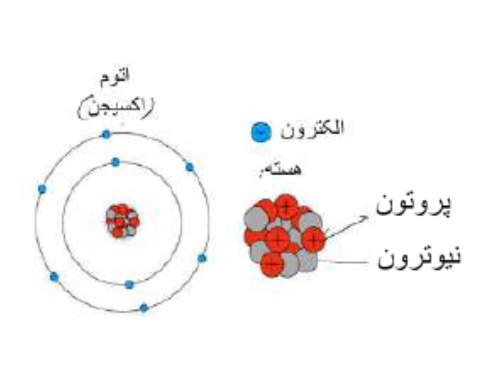 اتوم
(اکسیجن)
الکترون
هسته
پروتون
نیوترون